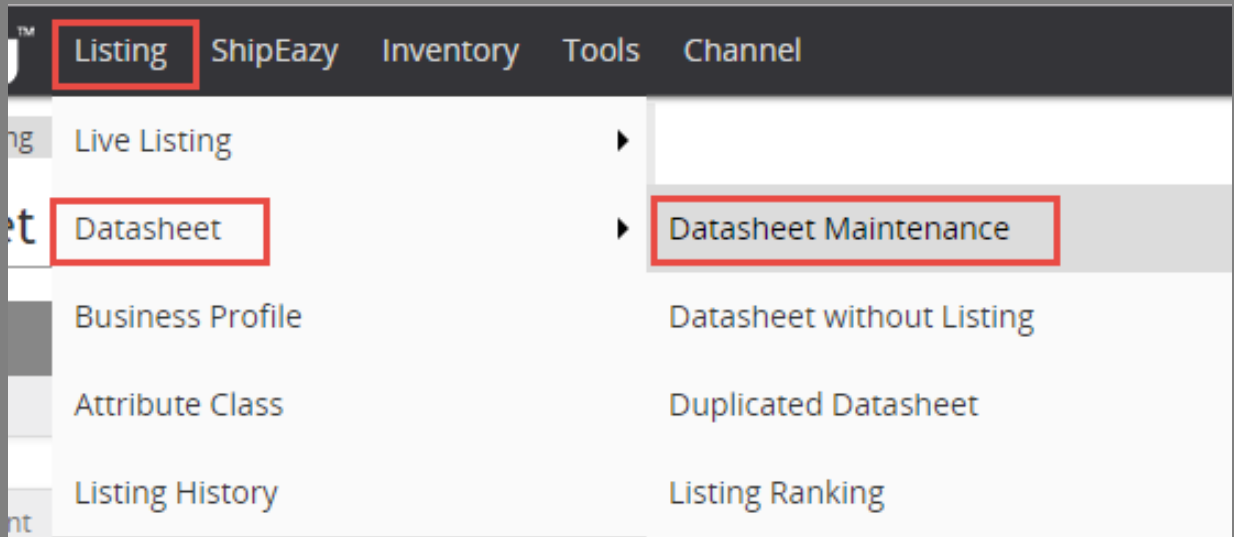 ™ Listing ShipEazy Inventory Tools Channel
Live Listing
Datasheet Datasheet Maintenance
Business Profile Datasheet without Listing
Attribute Class Duplicated Datasheet
Listing History Listing Ranking